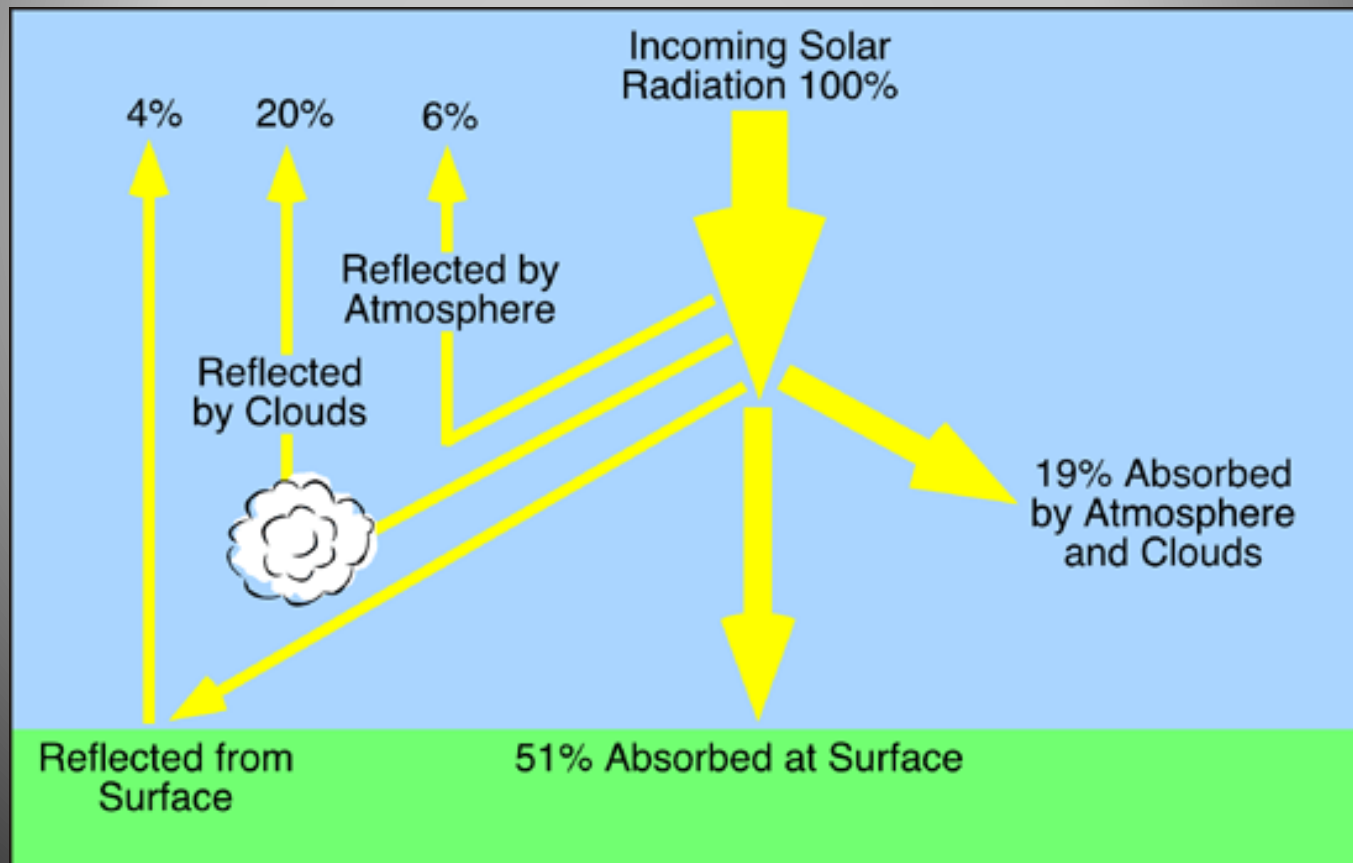 Incoming Solar
Radiation 100%
4%
20%
6%
Reflected by
Atmosphere
Reflected
by Clouds
19% Absorbed
by Atmosphere
and Clouds
Reflected from
Surface
51% Absorbed at Surface